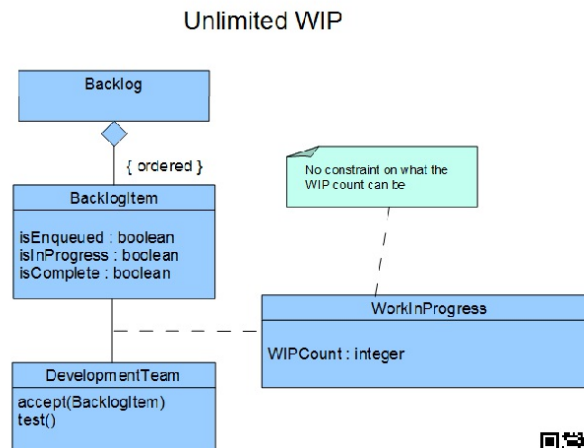 Unlimited WIP
Backlog
{ ordered }
No constraint on what the
WIP count can be
BacklogItem
isEnqueued : boolean
isInProgress : boolean
isComplete : boolean
WorkInProgress
WIPCount : integer
DevelopmentTeam
accept(BacklogItem)
test()